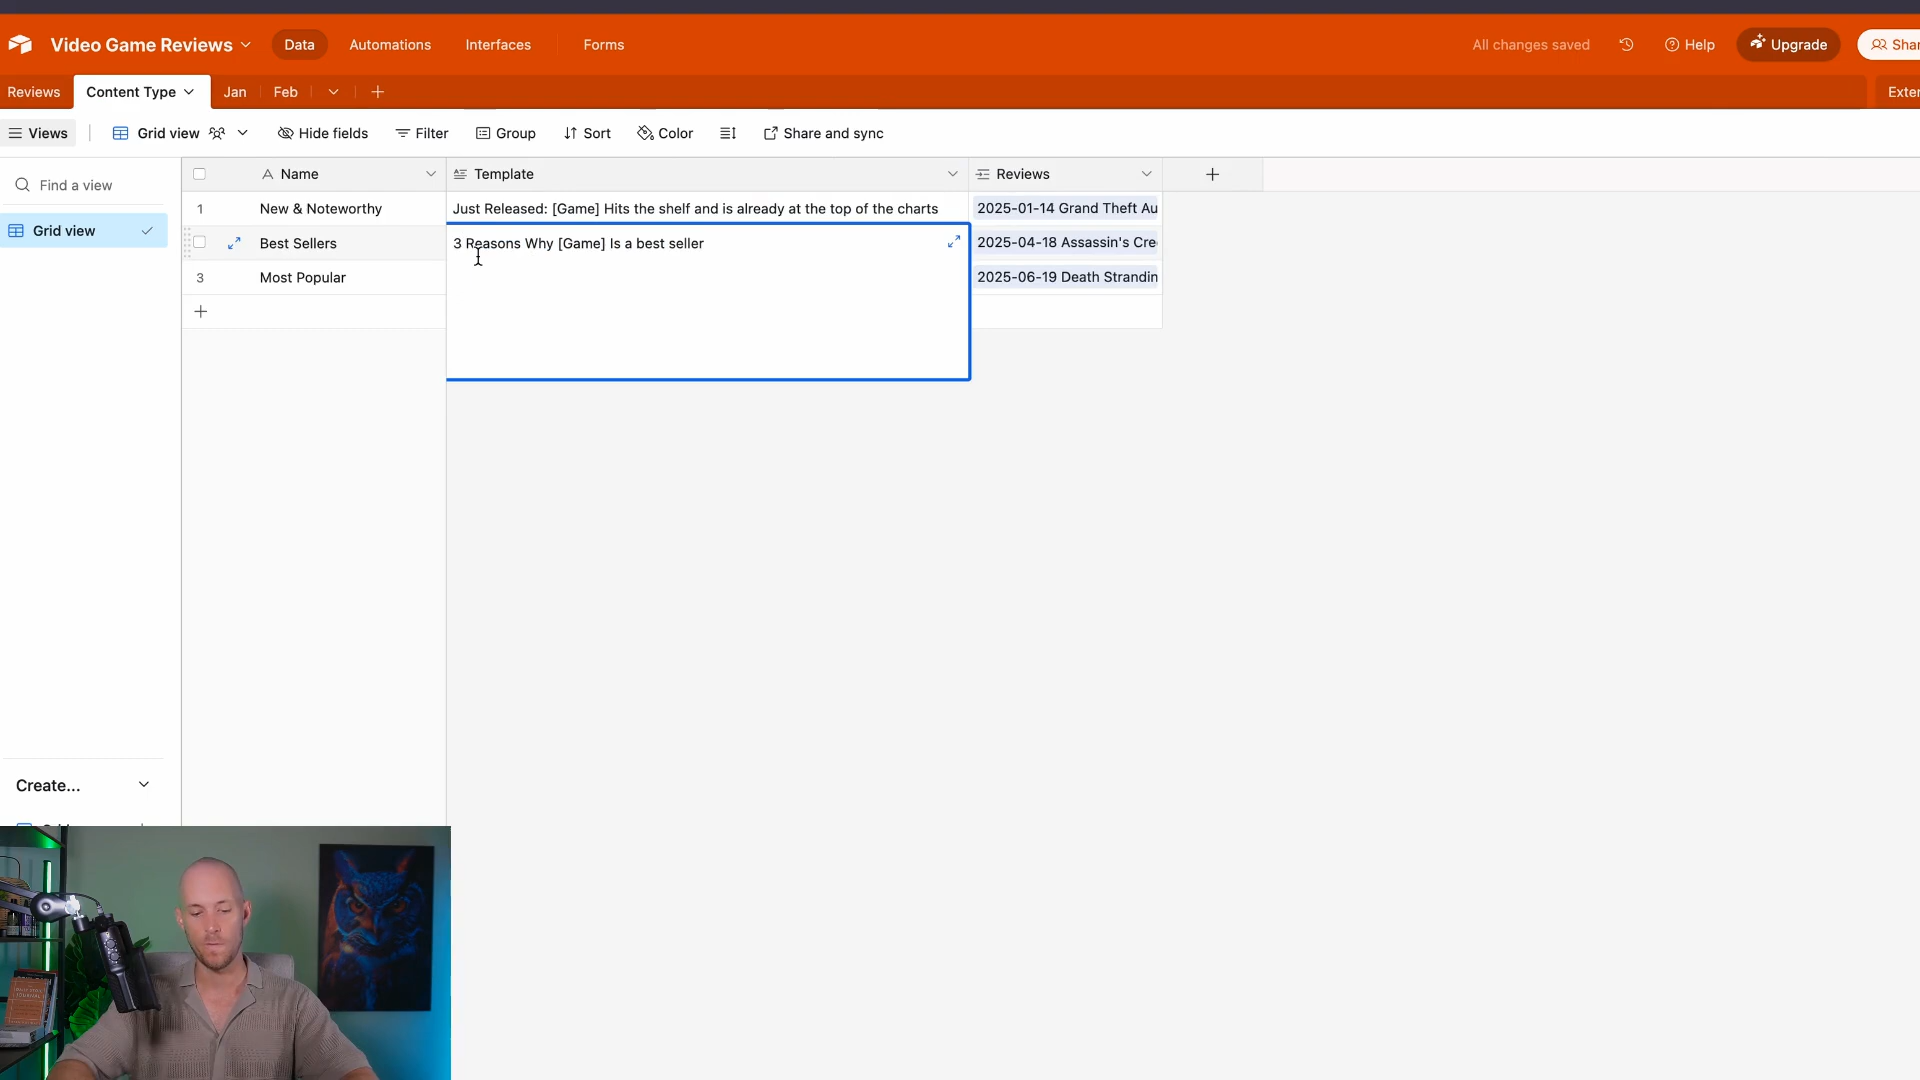 Video Game Reviews
Data
Automations
Interfaces
Forms
All changes saved
Help
Upgrade
Reviews
Content Type
Jan
Feb
Views
Grid view
Hide fields
Filter
Group
Sort
Color
Share and sync
Find a view
Grid view
Create...
Name
Template
Reviews
1
New & Noteworthy
Just Released: [Game] Hits the shelf and is already at the top of the charts
2025-01-14 Grand Theft Au
Best Sellers
3 Reasons Why [Game] Is a best seller
2025-04-18 Assassin's Cre
3
Most Popular
2025-06-19 Death Strandin